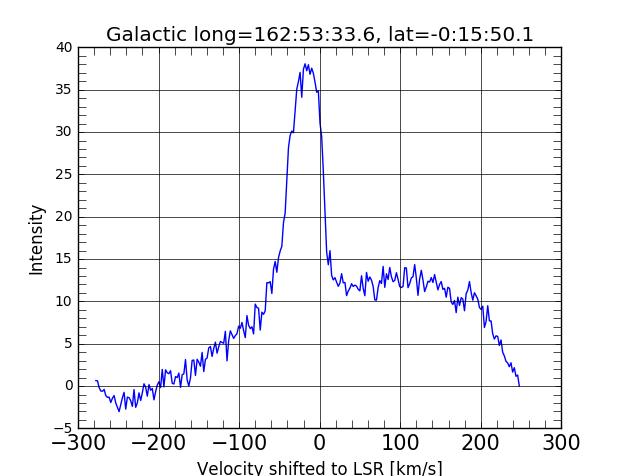 Galactic long=162:53:33.6, lat=-0:15:50.1
40
35
30
25
20
15
10
5
0
−5
Intensity
−300 −200 −100 0 100 200 300
Velocity shifted to LSR [km/s]